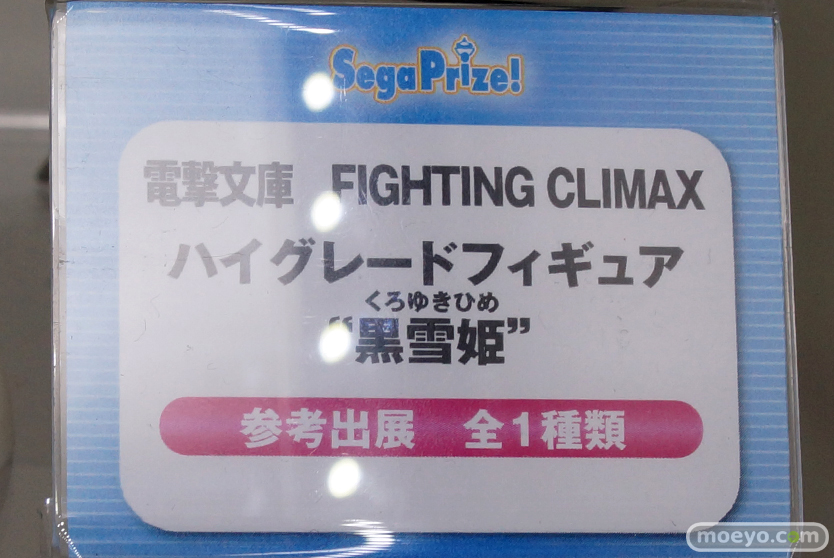 SegaPrize!
電撃文庫　FIGHTING CLIMAX
ハイグレードフィギュア
くろゆきひめ
“黒雪姫”
参考出展　全1種類
moeyo.com